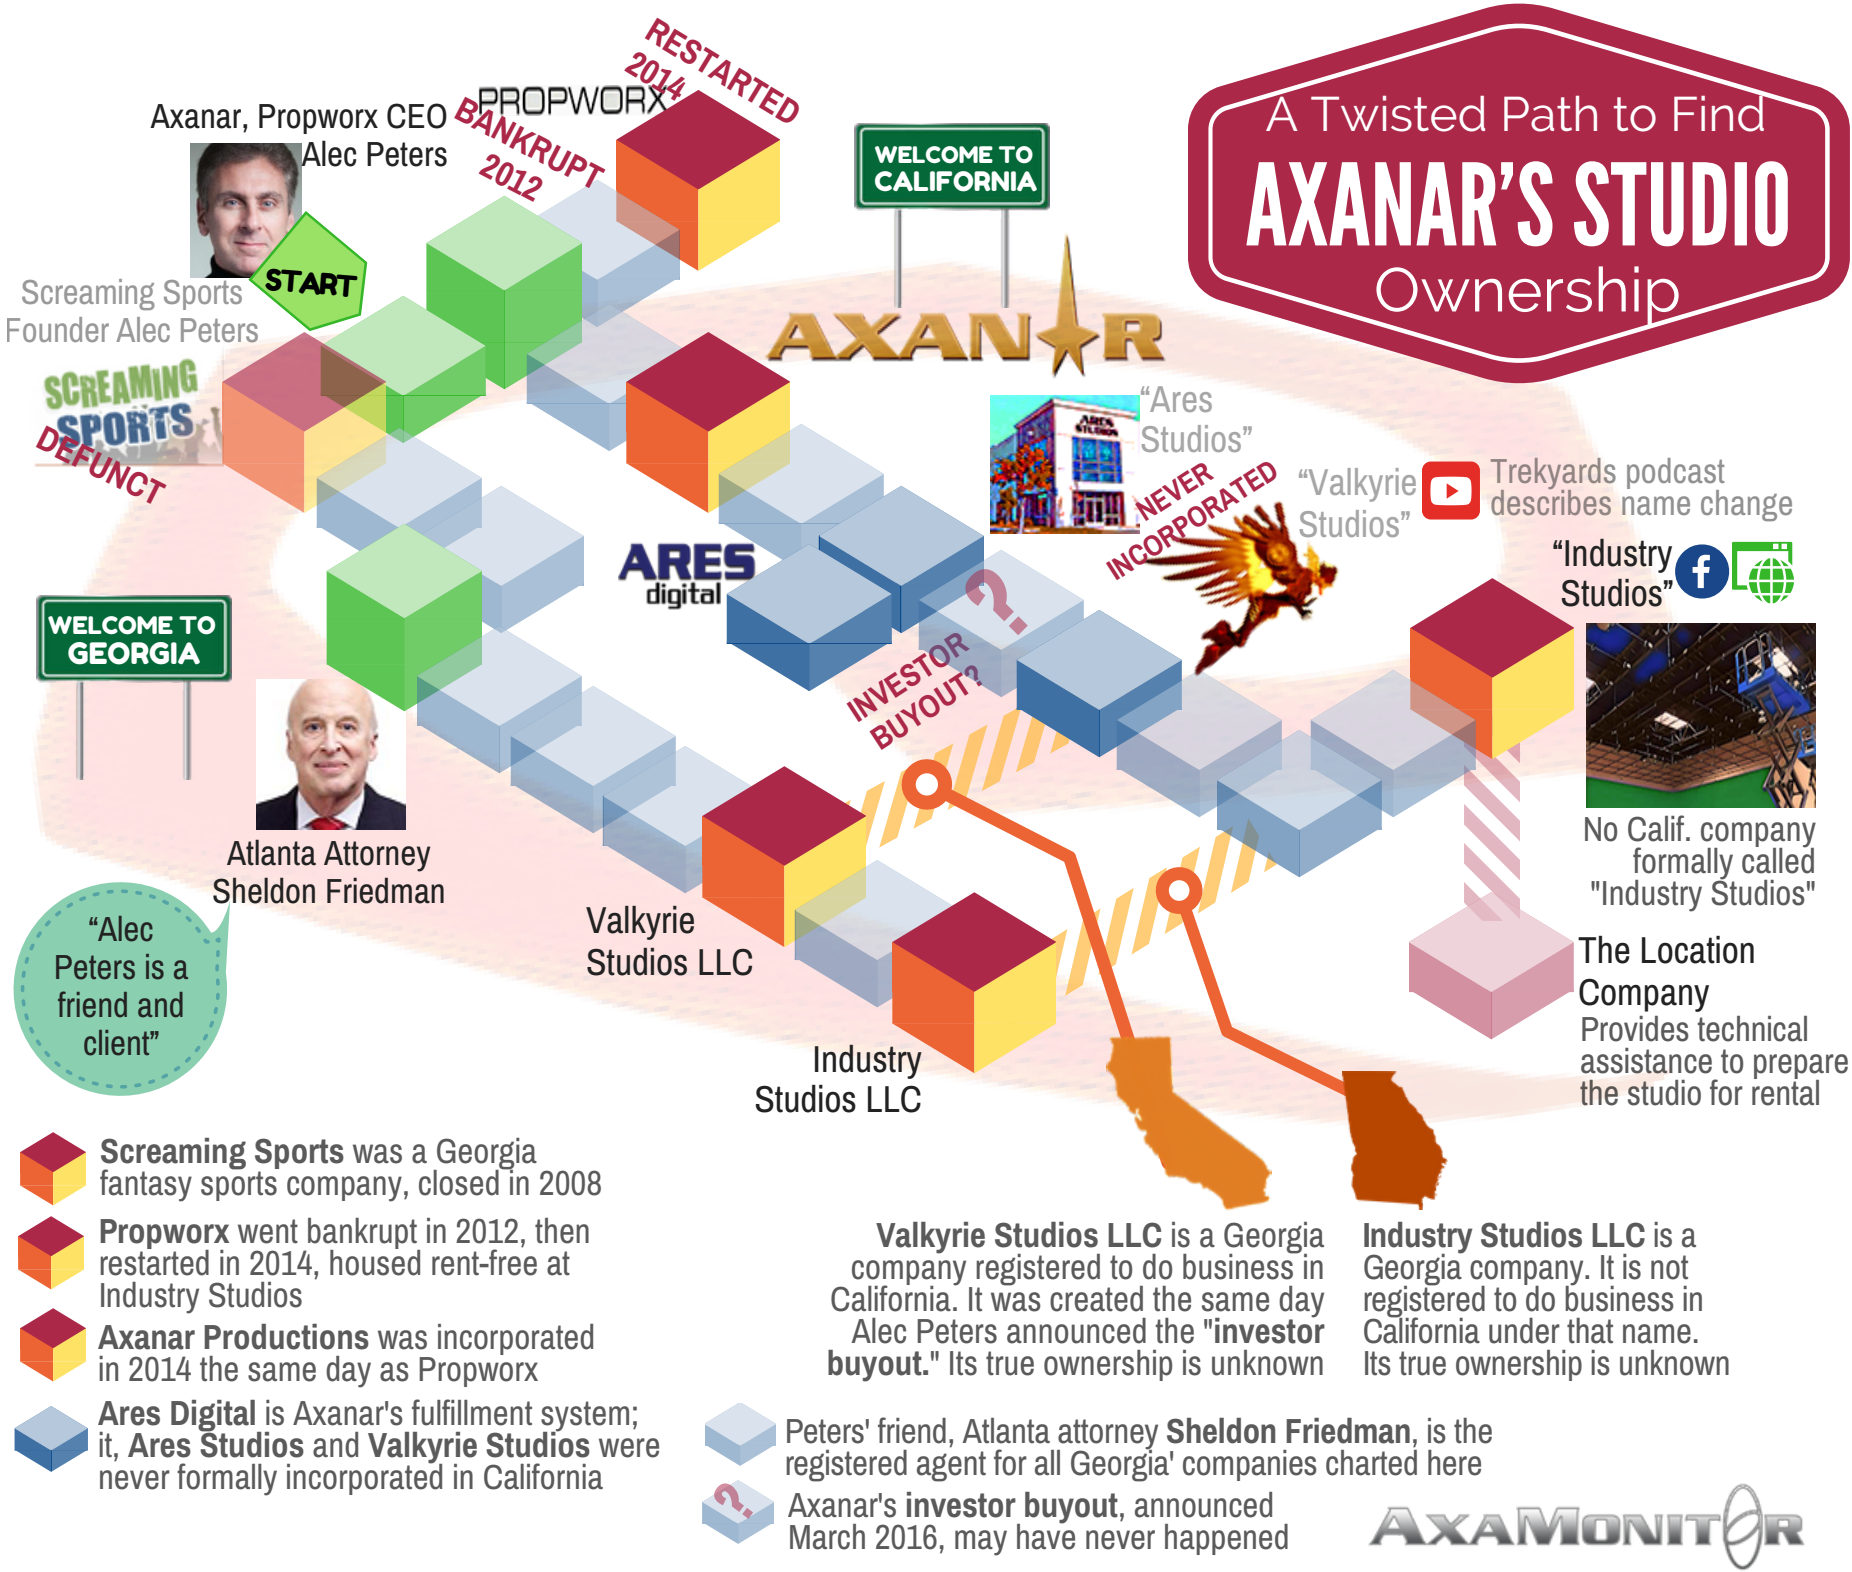 A Twisted Path to Find
AXANAR'S STUDIO
Ownership
RESTARTED
2014
PROPWORX
BANKRUPT
2012
Axanar, Propworx CEO
Alec Peters
START
Screaming Sports
Founder Alec Peters
SCREAMING
SPORTS
DEFUNCT
WELCOME TO
CALIFORNIA
AXANAR
ARES
STUDIOS
“Ares
Studios”
NEVER
INCORPORATED
“Valkyrie
Studios”
Trekyards podcast
describes name change
“Industry
Studios”
f
ARES
digital
?
INVESTOR
BUYOUT?
WELCOME TO
GEORGIA
Atlanta Attorney
Sheldon Friedman
“Alec
Peters is a
friend and
client”
Valkyrie
Studios LLC
Industry
Studios LLC
No Calif. company
formally called
"Industry Studios"
The Location
Company
Provides technical
assistance to prepare
the studio for rental
Screaming Sports was a Georgia
fantasy sports company, closed in 2008
Propworx went bankrupt in 2012, then
restarted in 2014, housed rent-free at
Industry Studios
Axanar Productions was incorporated
in 2014 the same day as Propworx
Ares Digital is Axanar's fulfillment system;
it, Ares Studios and Valkyrie Studios were
never formally incorporated in California
Valkyrie Studios LLC is a Georgia
company registered to do business in
California. It was created the same day
Alec Peters announced the "investor
buyout." Its true ownership is unknown
Industry Studios LLC is a
Georgia company. It is not
registered to do business in
California under that name.
Its true ownership is unknown
Peters' friend, Atlanta attorney Sheldon Friedman, is the
registered agent for all Georgia' companies charted here
?
Axanar's investor buyout, announced
March 2016, may have never happened
AXAMONITOR